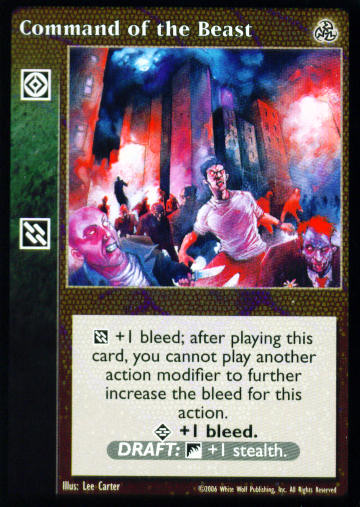 Command of the Beast
+1 bleed; after playing this
card, you cannot play another
action modifier to further
increase the bleed for this
action.
+1 bleed.
DRAFT: +1 stealth.
Illus: Lee Carter ©2006 White Wolf Publishing, Inc. All Rights Reserved.